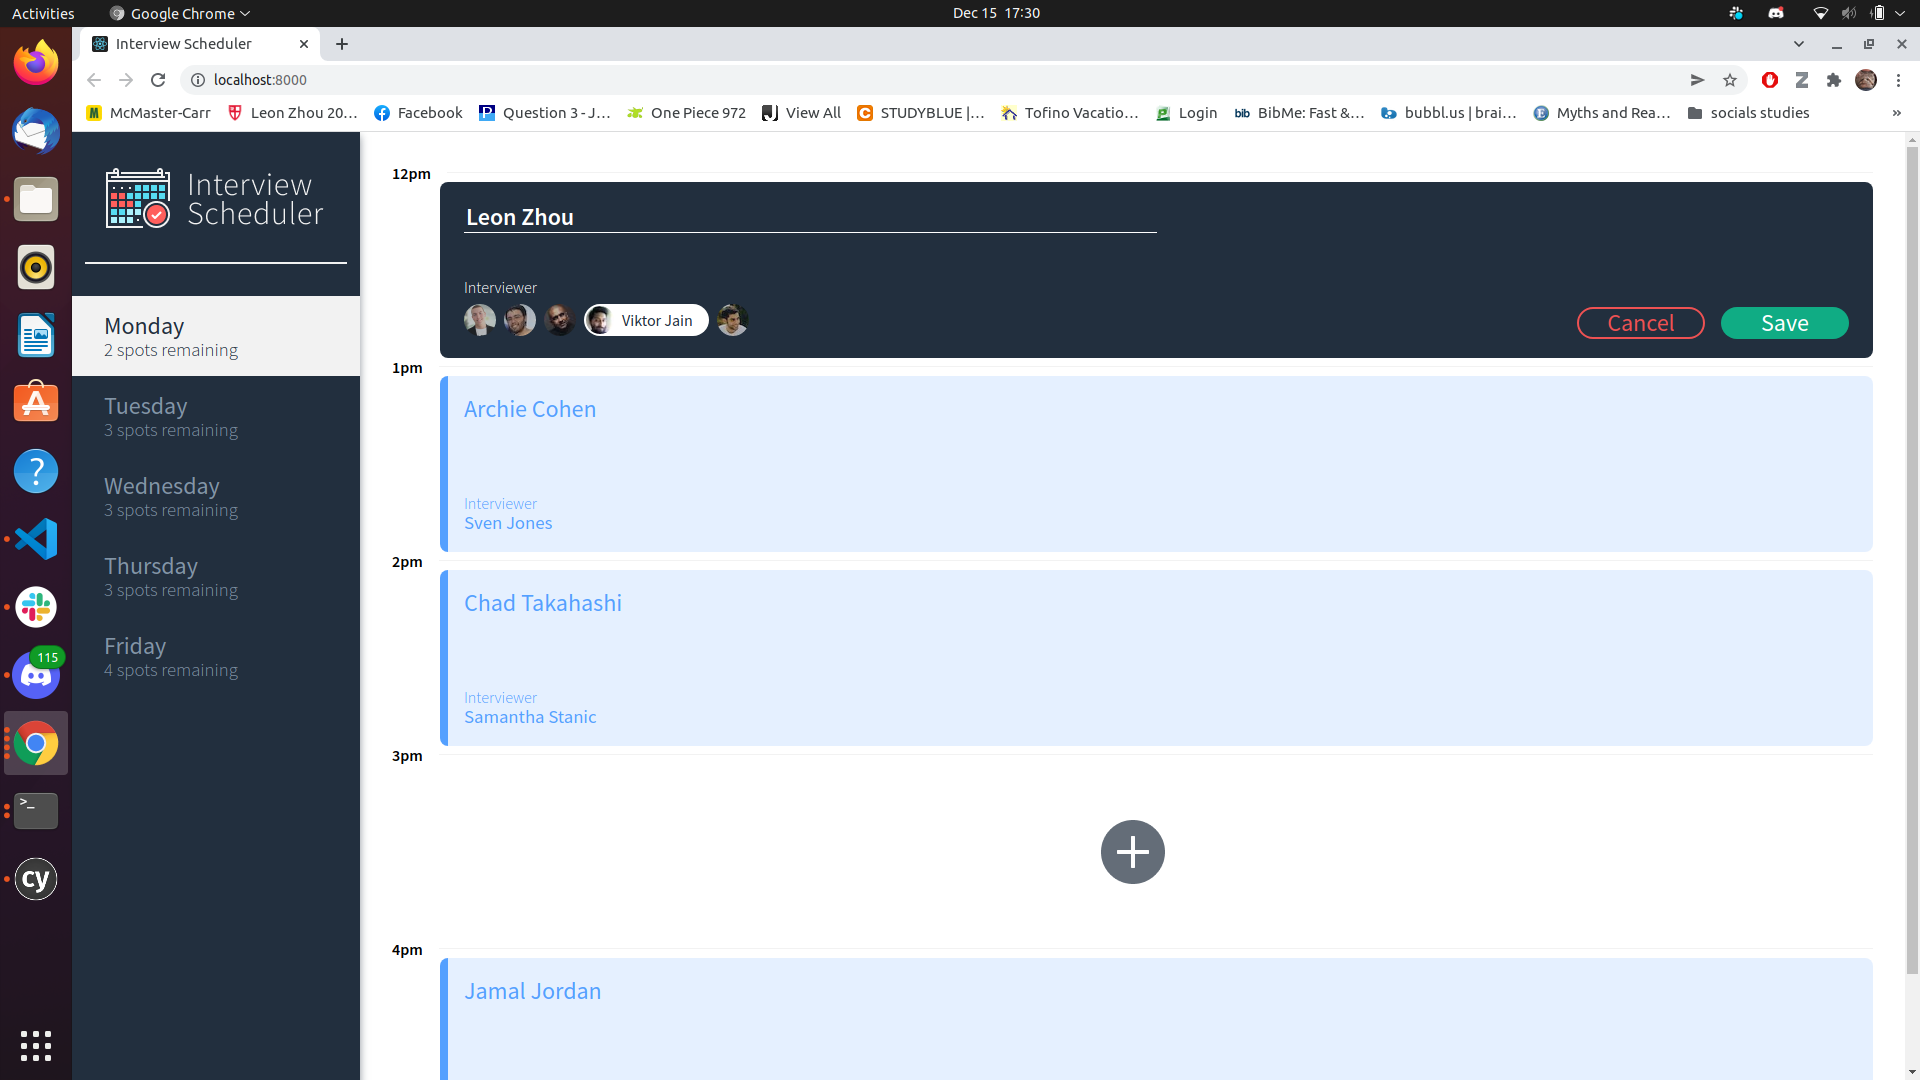 Activities
Google Chrome
Dec 15 17:30
Interview Scheduler
localhost:8000
McMaster-Carr
Leon Zhou 20...
Facebook
Question 3 - J...
One Piece 972
View All
STUDYBLUE |...
Tofino Vacatio...
Login
bib
BibMe: Fast &...
bubbl.us | brai...
Myths and Rea...
socials studies
»
Interview
Scheduler
Monday
2 spots remaining
Tuesday
3 spots remaining
Wednesday
3 spots remaining
Thursday
3 spots remaining
Friday
4 spots remaining
115
cy
12pm
Leon Zhou
Interviewer
Viktor Jain
Cancel
Save
1pm
Archie Cohen
Interviewer
Sven Jones
2pm
Chad Takahashi
Interviewer
Samantha Stanic
3pm
4pm
Jamal Jordan